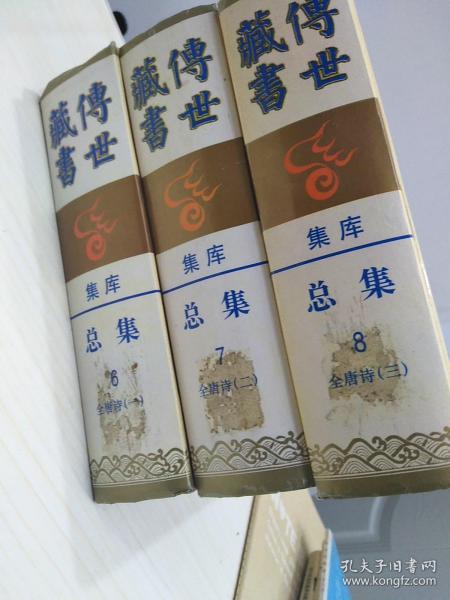 傳世藏書
集库
总集
6
全唐诗(一)
傳世藏書
集库
总集
7
全唐诗(二)
傳世藏書
集库
总集
8
全唐诗(三)
孔夫子旧书网
www.kongfz.com